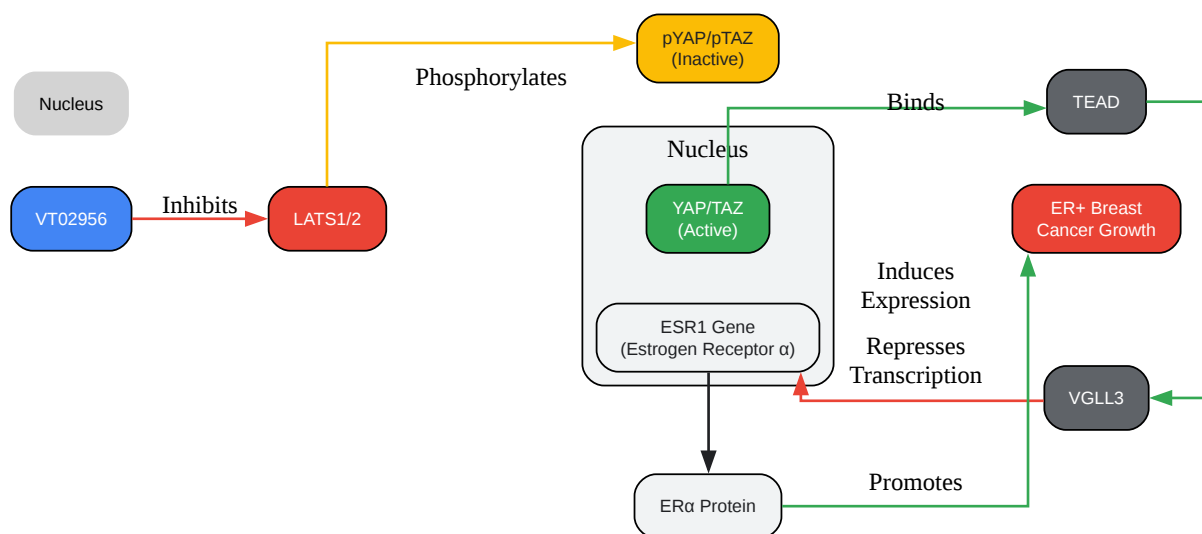 pYAP/pTAZ
(Inactive)
Phosphorylates
Nucleus
Binds
TEAD
Nucleus
VT02956
Inhibits
LATS1/2
YAP/TAZ
(Active)
ER+ Breast
Cancer Growth
Induces
Expression
ESR1 Gene
(Estrogen Receptor α)
Represses
Transcription
VGLL3
ERα Protein
Promotes